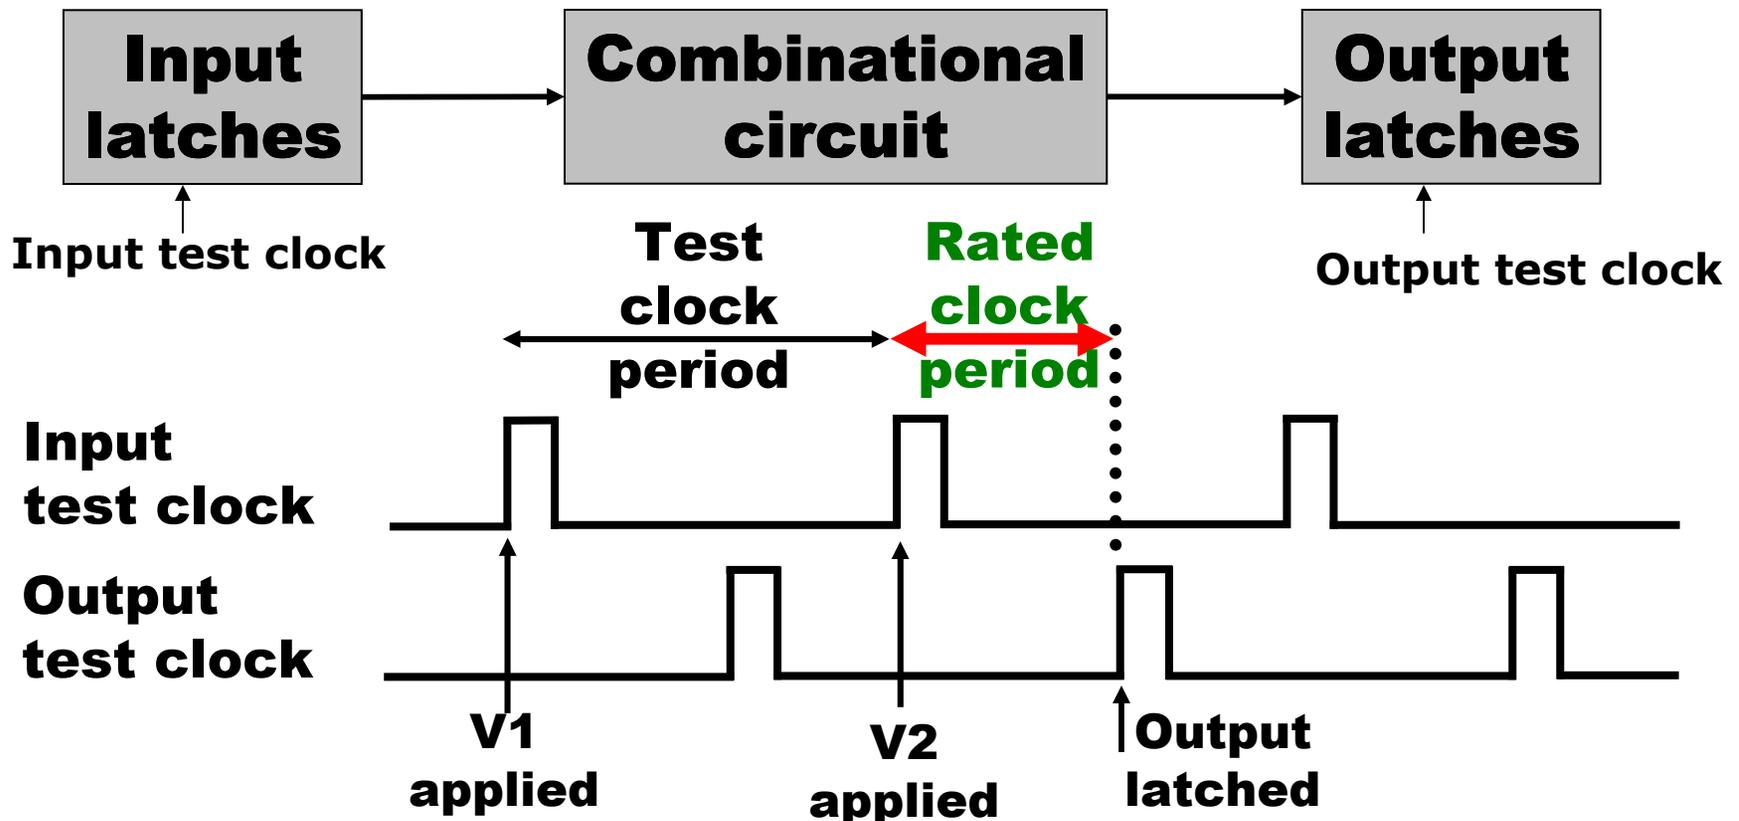 Input
latches
Combinational
circuit
Output
latches
Input test clock
Output test clock
Test
clock
period
Rated
clock
period
Input
test clock
Output
test clock
V1
applied
V2
applied
Output
latched